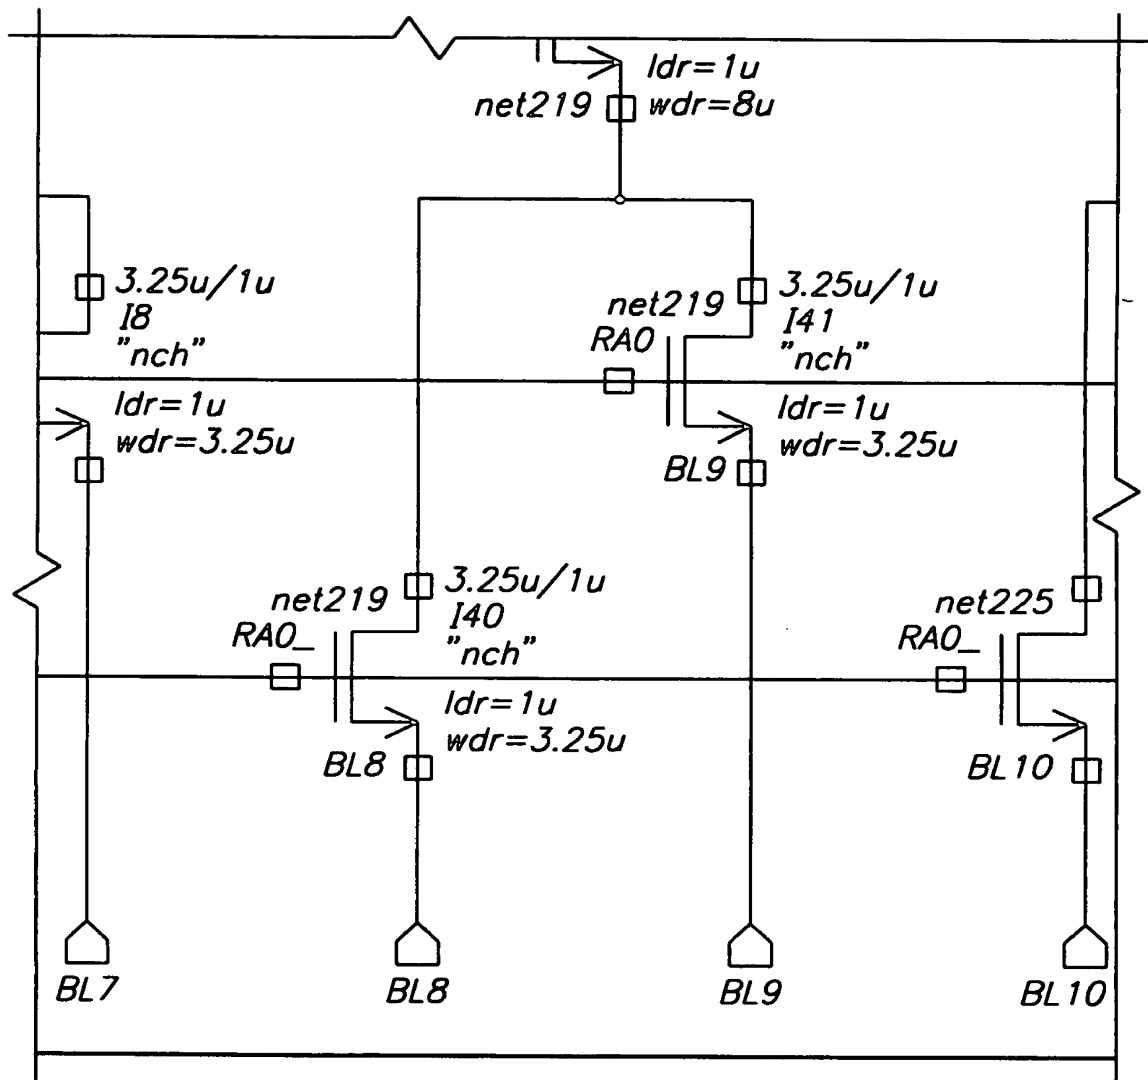 ldr=1u
net219 wdr=8u
3.25u/1u
I8
"nch"
ldr=1u
wdr=3.25u
net219
RA0
3.25u/1u
I41
"nch"
ldr=1u
wdr=3.25u
BL9
net219
RA0_
3.25u/1u
I40
"nch"
ldr=1u
wdr=3.25u
BL8
net225
RA0_
BL10
BL7
BL8
BL9
BL10